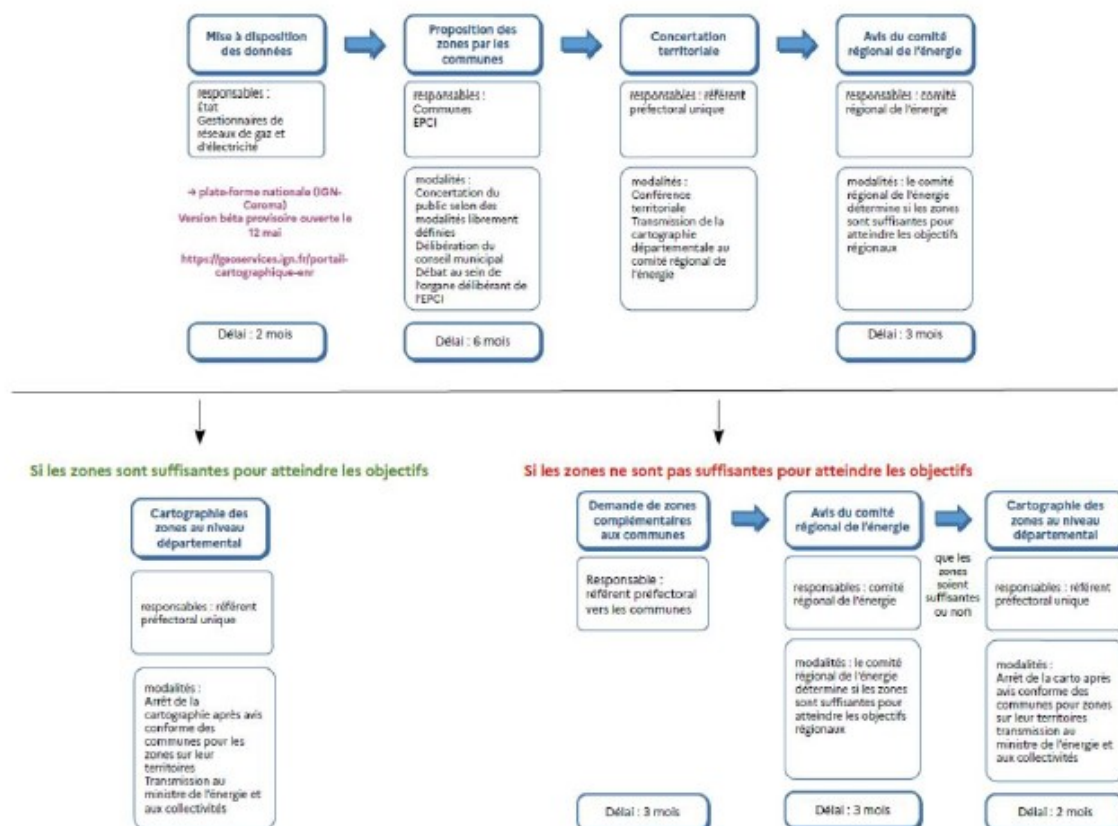 Mise à disposition
des données
responsables :
État
Gestionnaires de
réseaux de gaz et
d'électricité
→ plate-forme nationale (IGN-
Cerema)
Version bêta provisoire ouverte le
12 mai
https://geoservices.ign.fr/portail-
cartographique-enr
Délai : 2 mois
Proposition des
zones par les
communes
responsables :
Communes
EPCI
modalités :
Concertation du
public selon des
modalités librement
définies
Délibération du
conseil municipal
Débat au sein de
l'organe délibérant de
l'EPCI
Délai : 6 mois
Concertation
territoriale
responsables : référent
préfectoral unique
modalités :
Conférence
territoriale
Transmission de la
cartographie
départementale au
comité régional de
l'énergie
Avis du comité
régional de l'énergie
responsables : comité
régional de l'énergie
modalités : le comité
régional de l'énergie
détermine si les zones
sont suffisantes pour
atteindre les objectifs
régionaux
Délai : 3 mois
Si les zones sont suffisantes pour atteindre les objectifs
Cartographie des
zones au niveau
départemental
responsables : référent
préfectoral unique
modalités :
Arrêt de la
cartographie après avis
conforme des
communes pour les
zones sur leur
territoires
Transmission au
ministre de l'énergie et
aux collectivités
Si les zones ne sont pas suffisantes pour atteindre les objectifs
Demande de zones
complémentaires
aux communes
Responsable :
référent préfectoral
vers les communes
Délai : 3 mois
Avis du comité
régional de l'énergie
responsables : comité
régional de l'énergie
modalités : le comité
régional de l'énergie
détermine si les zones
sont suffisantes pour
atteindre les objectifs
régionaux
Délai : 3 mois
que les
zones
soient
suffisantes
ou non
Cartographie des
zones au niveau
départemental
responsables : référent
préfectoral unique
modalités :
Arrêt de la carto après
avis conforme des
communes pour zones
sur leur territoires
transmission au
ministre de l'énergie et
aux collectivités
Délai : 2 mois